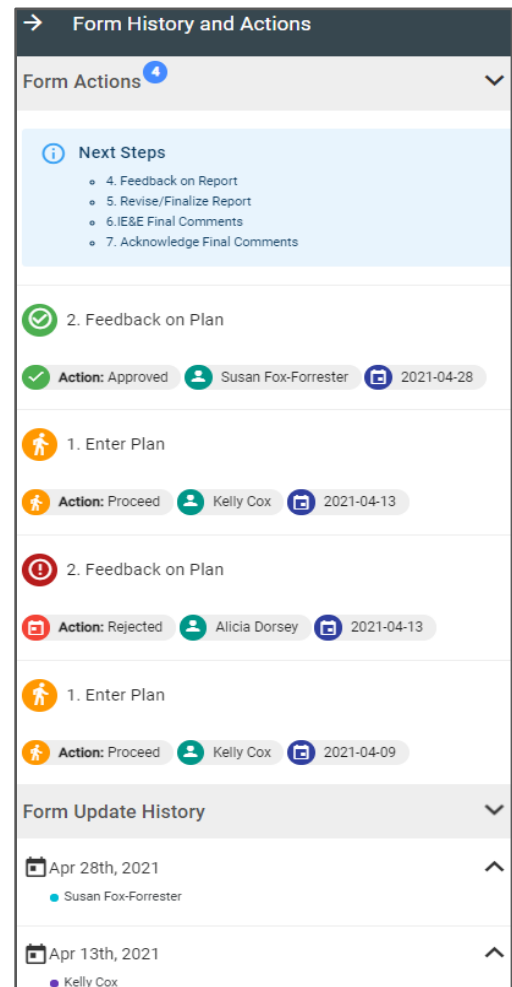 Form History and Actions
Form Actions 4
Next Steps
4. Feedback on Report
5. Revise/Finalize Report
6.IE&E Final Comments
7. Acknowledge Final Comments
2. Feedback on Plan
Action: Approved Susan Fox-Forrester 2021-04-28
1. Enter Plan
Action: Proceed Kelly Cox 2021-04-13
2. Feedback on Plan
Action: Rejected Alicia Dorsey 2021-04-13
1. Enter Plan
Action: Proceed Kelly Cox 2021-04-09
Form Update History
Apr 28th, 2021
Susan Fox-Forrester
Apr 13th, 2021
Kelly Cox